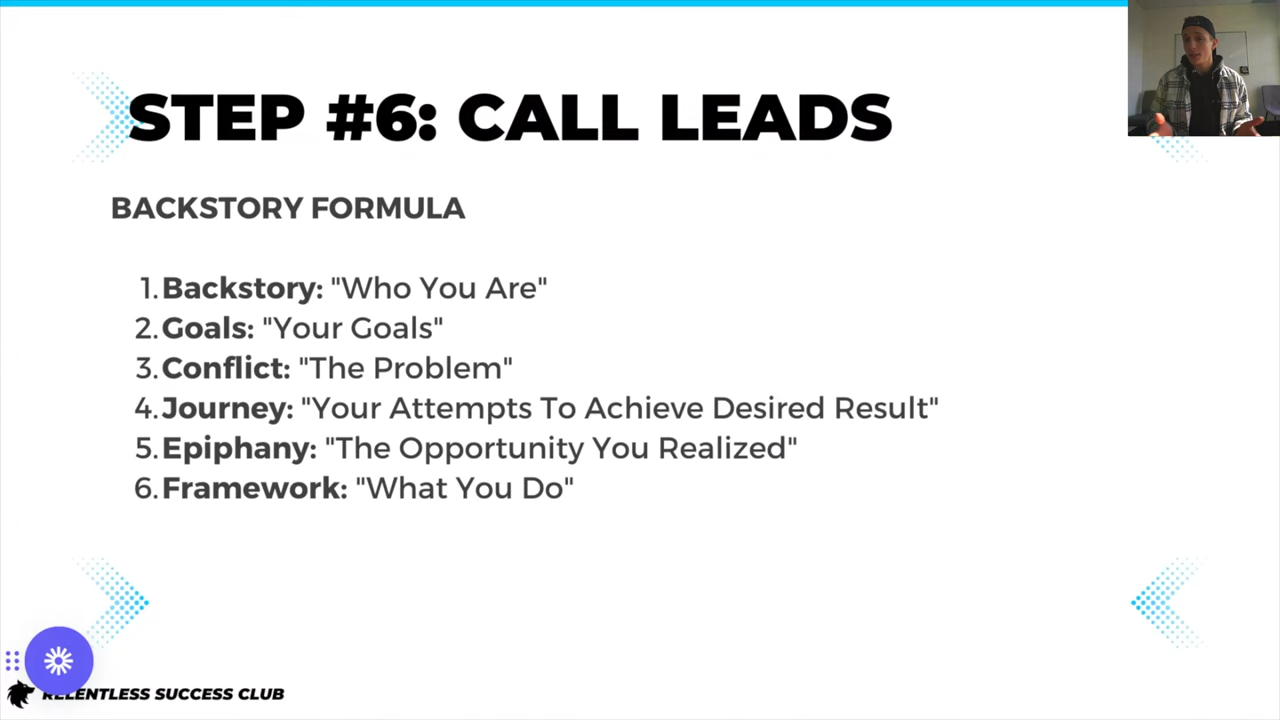 STEP #6: CALL LEADS
BACKSTORY FORMULA
1. Backstory: "Who You Are"
2. Goals: "Your Goals"
3. Conflict: "The Problem"
4. Journey: "Your Attempts To Achieve Desired Result"
5. Epiphany: "The Opportunity You Realized"
6. Framework: "What You Do"
RELENTLESS SUCCESS CLUB